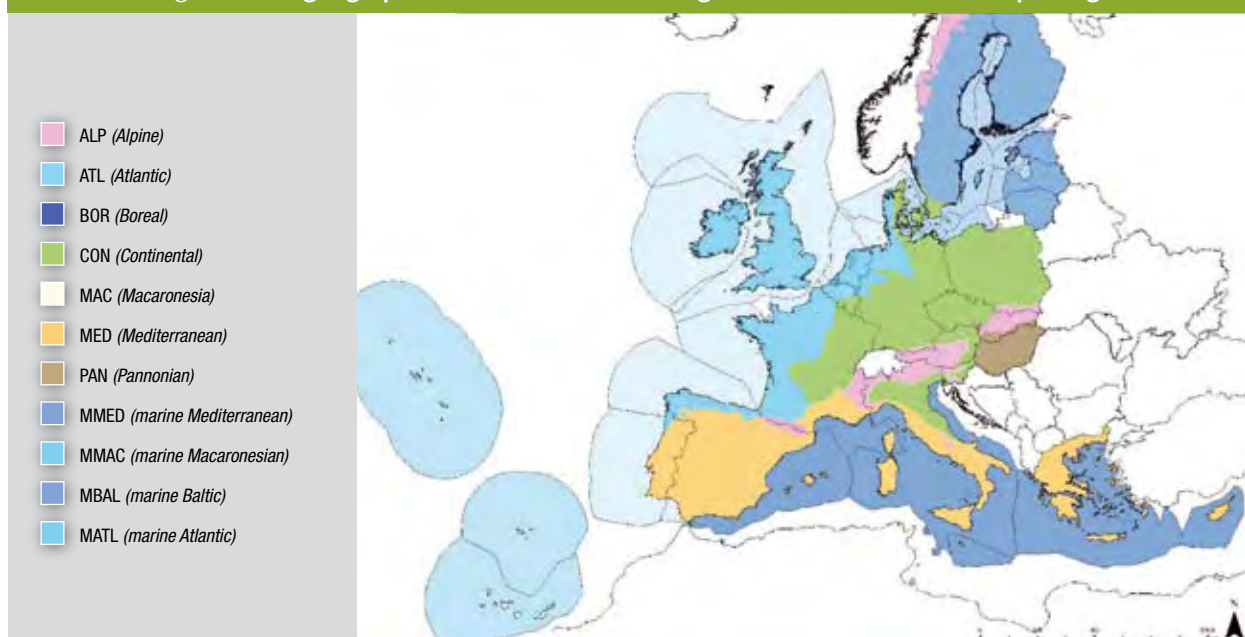 ALP (Alpine)
ATL (Atlantic)
BOR (Boreal)
CON (Continental)
MAC (Macaronesia)
MED (Mediterranean)
PAN (Pannonian)
MMED (marine Mediterranean)
MMAC (marine Macaronesian)
MBAL (marine Baltic)
MATL (marine Atlantic)
N